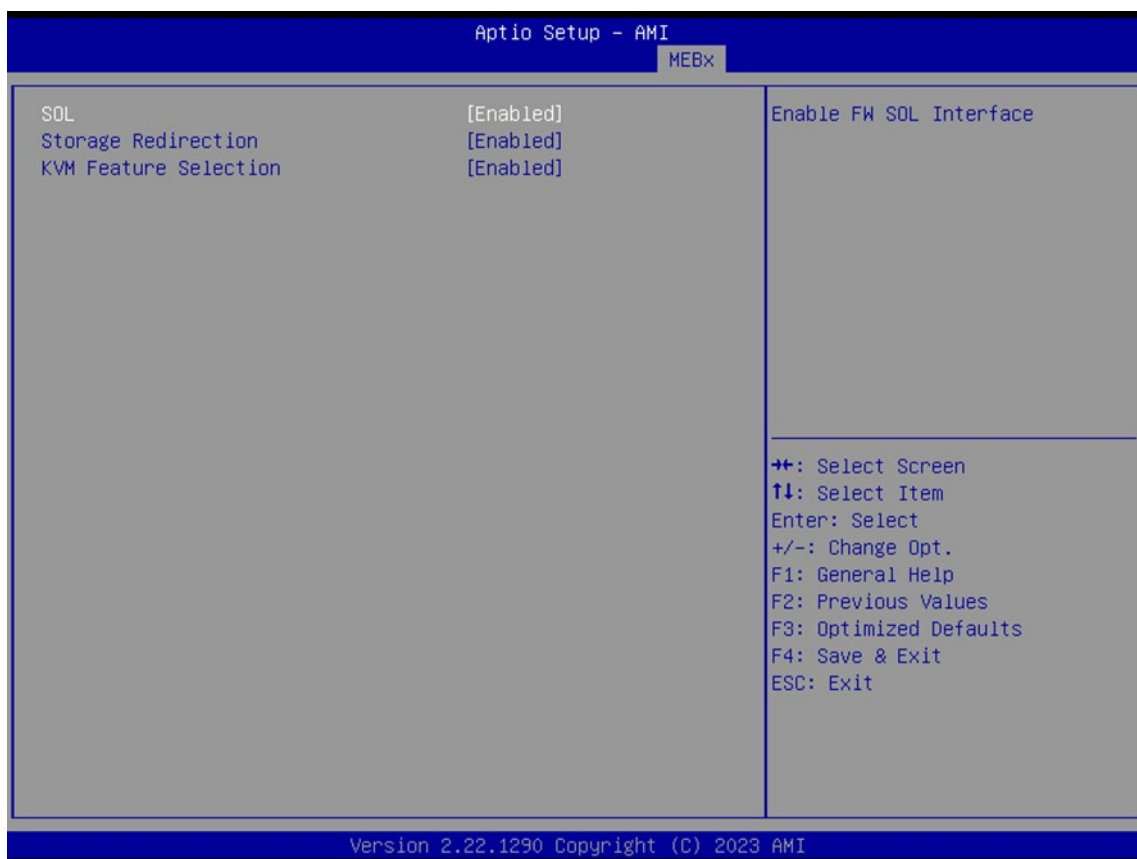 Aptio Setup - AMI
MEBx
SOL [Enabled] Enable FW SOL Interface
Storage Redirection [Enabled]
KVM Feature Selection [Enabled]
→←: Select Screen
↑↓: Select Item
Enter: Select
+/-: Change Opt.
F1: General Help
F2: Previous Values
F3: Optimized Defaults
F4: Save & Exit
ESC: Exit
Version 2.22.1290 Copyright (C) 2023 AMI